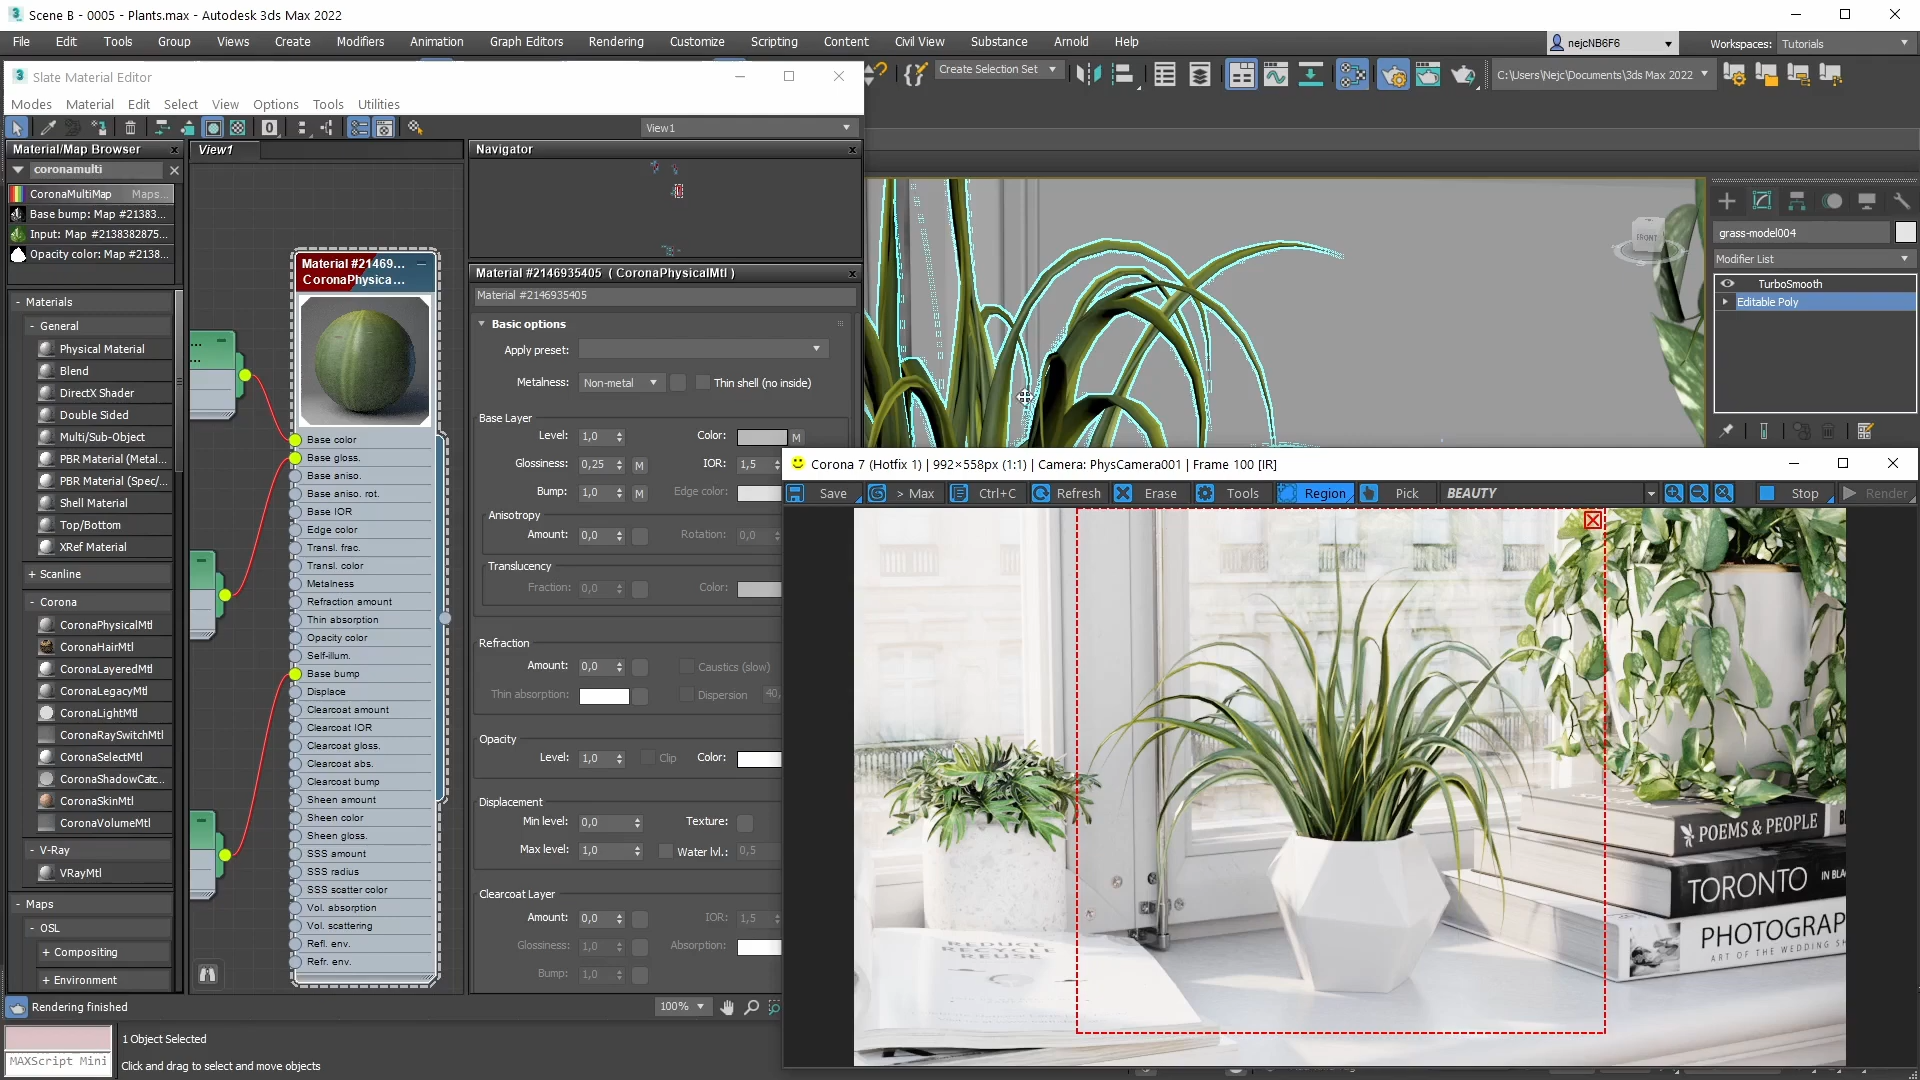 Scene B - 0005 - Plants.max - Autodesk 3ds Max 2022
File Edit Tools Group Views Create Modifiers Animation Graph Editors Rendering Customize Scripting Content Civil View Substance Arnold Help
nejcNB6F6
Workspaces: Tutorials
Slate Material Editor
Create Selection Set
C:\Users\Nejc\Documents\3ds Max 2022
Modes Material Edit Select View Options Tools Utilities
View1
Material/Map Browser
coronamulti
CoronaMultiMap Maps...
Base bump: Map #21383...
Input: Map #2138382875...
Opacity color: Map #2138...
- Materials
- General
Physical Material
Blend
DirectX Shader
Double Sided
Multi/Sub-Object
PBR Material (Metal...
PBR Material (Spec/...
Shell Material
Top/Bottom
XRef Material
+ Scanline
- Corona
CoronaPhysicalMtl
CoronaHairMtl
CoronaLayeredMtl
CoronaLegacyMtl
CoronaLightMtl
CoronaRaySwitchMtl
CoronaSelectMtl
CoronaShadowCatc...
CoronaSkinMtl
CoronaVolumeMtl
- V-Ray
VRayMtl
- Maps
- OSL
+ Compositing
+ Environment
View1
Material #21469...
CoronaPhysica...
Base color
Base gloss.
Base aniso.
Base aniso. rot.
Base IOR
Edge color
Transl. frac.
Transl. color
Metalness
Refraction amount
Thin absorption
Opacity color
Self-illum.
Base bump
Displace
Clearcoat amount
Clearcoat IOR
Clearcoat gloss.
Clearcoat abs.
Clearcoat bump
Sheen amount
Sheen color
Sheen gloss.
SSS amount
SSS radius
SSS scatter color
Vol. absorption
Vol. scattering
Refl. env.
Refr. env.
Navigator
Material #2146935405 ( CoronaPhysicalMtl )
Material #2146935405
Basic options
Apply preset:
Metalness: Non-metal Thin shell (no inside)
Base Layer
Level: 1,0 Color: M
Glossiness: 0,25 M IOR: 1,5
Bump: 1,0 M Edge color:
Anisotropy
Amount: 0,0 Rotation: 0,0
Translucency
Fraction: 0,0 Color:
Refraction
Amount: 0,0 Caustics (slow)
Thin absorption: Dispersion 40,
Opacity
Level: 1,0 Clip Color:
Displacement
Min level: 0,0 Texture:
Max level: 1,0 Water lvl.: 0,5
Clearcoat Layer
Amount: 0,0 IOR: 1,5
Glossiness: 1,0 Absorption:
Bump: 1,0
100%
Rendering finished
MAXScript Mini
1 Object Selected
Click and drag to select and move objects
FRONT
grass-model004
Modifier List
TurboSmooth
Editable Poly
Corona 7 (Hotfix 1) | 992×558px (1:1) | Camera: PhysCamera001 | Frame 100 [IR]
Save > Max Ctrl+C Refresh Erase Tools Region Pick BEAUTY Stop Render
REDUCE
RECYCLE
REUSE
POEMS & PEOPLE
TORONTO IN BLA
PHOTOGRAP
ART OF THE WEDDING